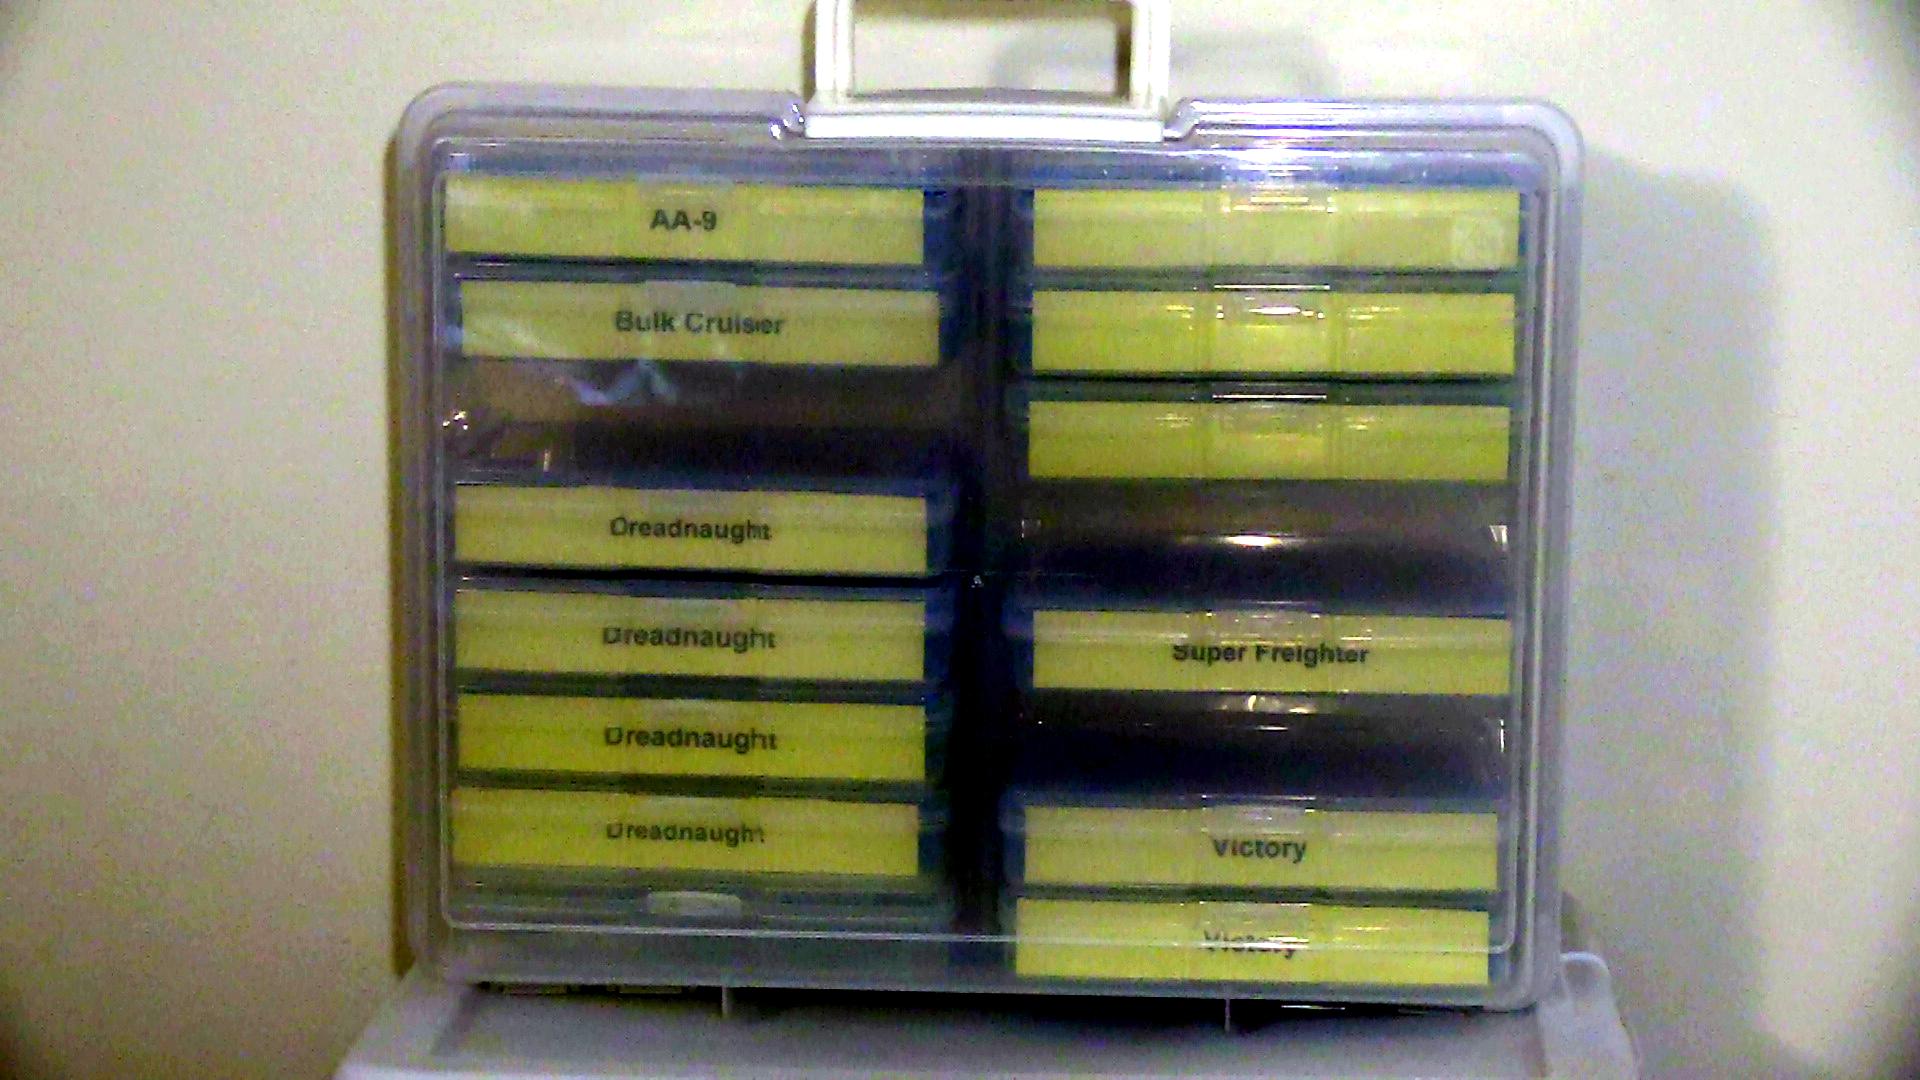 AA-9
Bulk Cruiser
Dreadnaught
Dreadnaught
Dreadnaught
Dreadnaught
Super Freighter
Victory
Victory